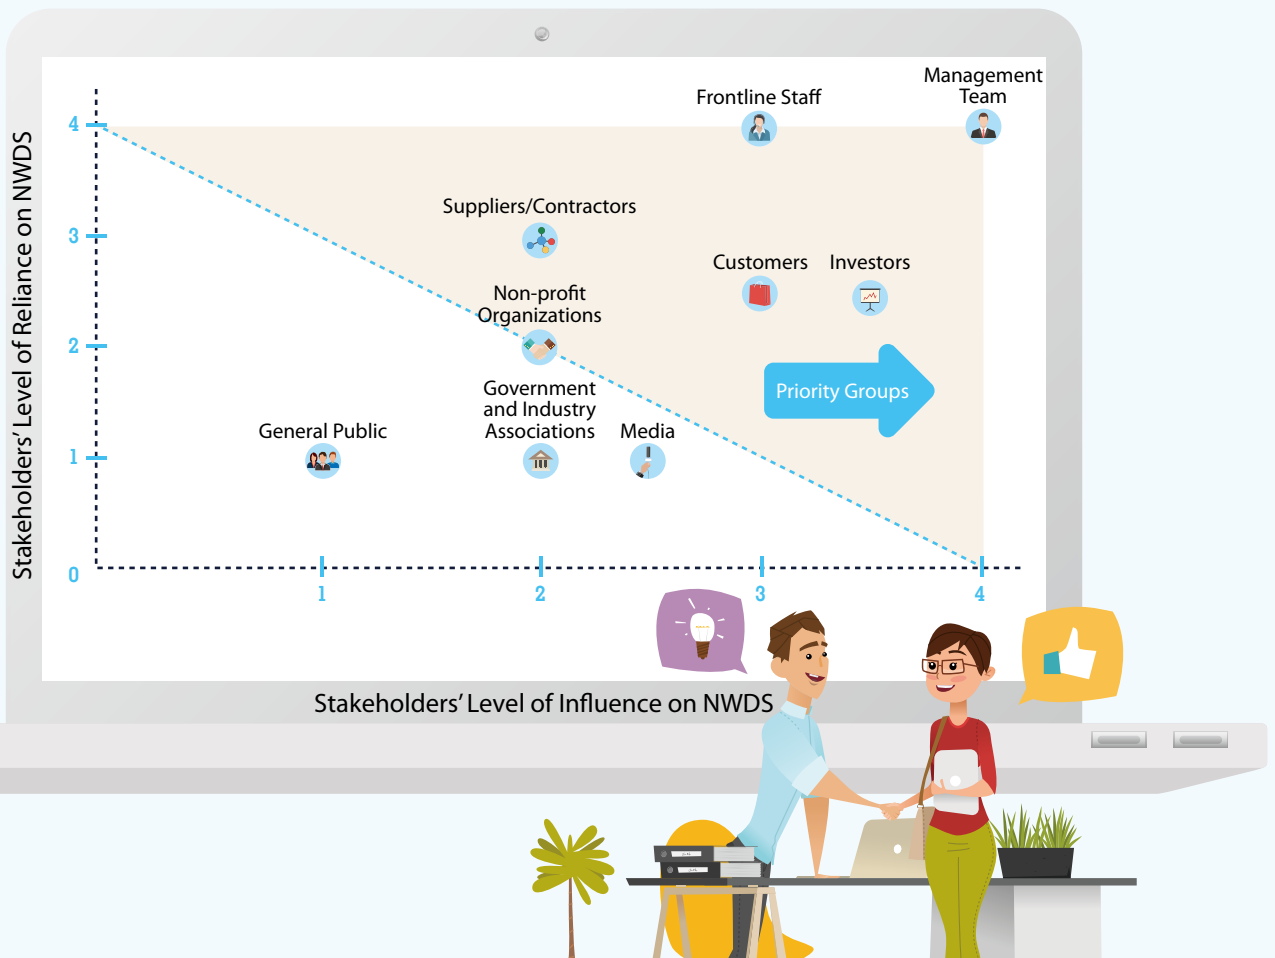 Management
Team
Frontline Staff
4
Suppliers/Contractors
3
Customers
Investors
Non-profit
Organizations
2
Priority Groups
Government
and Industry
Associations
General Public
Media
1
0
1
2
3
4
Stakeholders’ Level of Reliance on NWDS
Stakeholders’ Level of Influence on NWDS